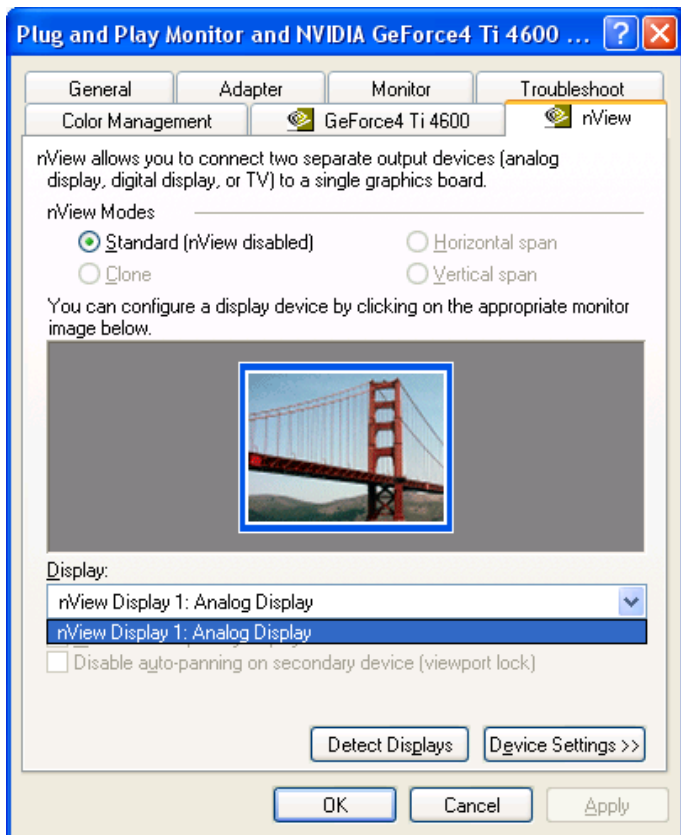 Plug and Play Monitor and NVIDIA GeForce4 Ti 4600 ...
General Adapter Monitor Troubleshoot
Color Management GeForce4 Ti 4600 nView
nView allows you to connect two separate output devices (analog
display, digital display, or TV) to a single graphics board.
nView Modes
Standard (nView disabled) Horizontal span
Clone Vertical span
You can configure a display device by clicking on the appropriate monitor
image below.
Display:
nView Display 1: Analog Display
nView Display 1: Analog Display
Disable auto-panning on secondary device (viewport lock)
Detect Displays Device Settings >>
OK Cancel Apply